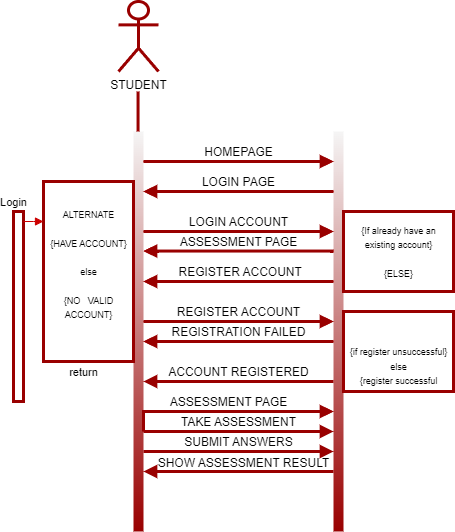 STUDENT
HOMEPAGE
LOGIN PAGE
Login
ALTERNATE
{HAVE ACCOUNT}
else
{NO VALID
ACCOUNT}
return
LOGIN ACCOUNT
ASSESSMENT PAGE
REGISTER ACCOUNT
{If already have an
existing account}
{ELSE}
REGISTER ACCOUNT
REGISTRATION FAILED
ACCOUNT REGISTERED
{if register unsuccessful}
else
{register successful
ASSESSMENT PAGE
TAKE ASSESSMENT
SUBMIT ANSWERS
SHOW ASSESSMENT RESULT